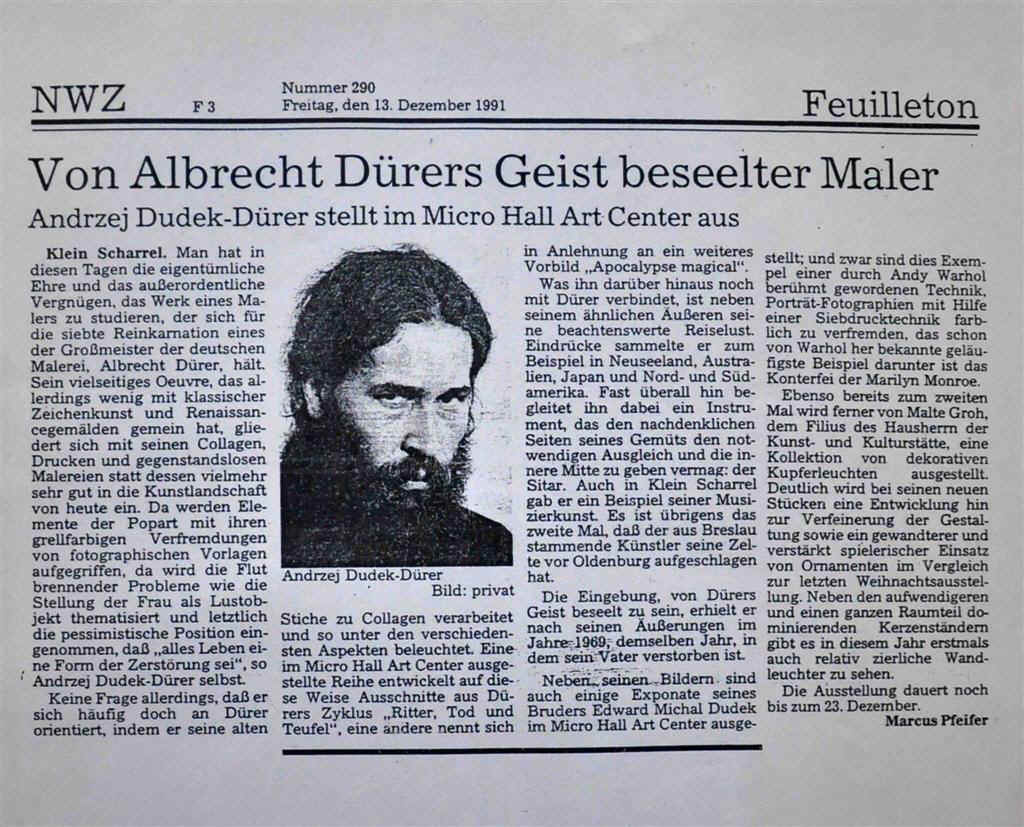 NWZ
F 3
Nummer 290
Freitag, den 13. Dezember 1991
Feuilleton
Von Albrecht Dürers Geist beseelter Maler
Andrzej Dudek-Dürer stellt im Micro Hall Art Center aus
Klein Scharrel. Man hat in
diesen Tagen die eigentümliche
Ehre und das außerordentliche
Vergnügen, das Werk eines Ma-
lers zu studieren, der sich für
die siebte Reinkarnation eines
der Großmeister der deutschen
Malerei, Albrecht Dürer, hält.
Sein vielseitiges Oeuvre, das al-
lerdings wenig mit klassischer
Zeichenkunst und Renaissan-
cegemälden gemein hat, glie-
dert sich mit seinen Collagen,
Drucken und gegenstandslosen
Malereien statt dessen vielmehr
sehr gut in die Kunstlandschaft
von heute ein. Da werden Ele-
mente der Popart mit ihren
grellfarbigen Verfremdungen
von fotographischen Vorlagen
aufgegriffen, da wird die Flut
brennender Probleme wie die
Stellung der Frau als Lustob-
jekt thematisiert und letztlich
die pessimistische Position ein-
genommen, daß „alles Leben ei-
ne Form der Zerstörung sei“, so
Andrzej Dudek-Dürer selbst.
Keine Frage allerdings, daß er
sich häufig doch an Dürer
orientiert, indem er seine alten
Andrzej Dudek-Dürer
Bild: privat
Stiche zu Collagen verarbeitet
und so unter den verschieden-
sten Aspekten beleuchtet. Eine
im Micro Hall Art Center ausge-
stellte Reihe entwickelt auf die-
se Weise Ausschnitte aus Dü-
rers Zyklus „Ritter, Tod und
Teufel“, eine andere nennt sich
in Anlehnung an ein weiteres
Vorbild „Apocalypse magical“.
Was ihn darüber hinaus noch
mit Dürer verbindet, ist neben
seinem ähnlichen Äußeren sei-
ne beachtenswerte Reiselust.
Eindrücke sammelte er zum
Beispiel in Neuseeland, Austra-
lien, Japan und Nord- und Süd-
amerika. Fast überall hin be-
gleitet ihn dabei ein Instru-
ment, das den nachdenklichen
Seiten seines Gemüts den not-
wendigen Ausgleich und die in-
nere Mitte zu geben vermag: der
Sitar. Auch in Klein Scharrel
gab er ein Beispiel seiner Musi-
zierkunst. Es ist übrigens das
zweite Mal, daß der aus Breslau
stammende Künstler seine Zel-
te vor Oldenburg aufgeschlagen
hat.
Die Eingebung, von Dürers
Geist beseelt zu sein, erhielt er
nach seinen Äußerungen im
Jahre 1969, demselben Jahr, in
dem sein Vater verstorben ist.
Neben seinen Bildern sind
auch einige Exponate seines
Bruders Edward Michal Dudek
im Micro Hall Art Center ausge-
stellt; und zwar sind dies Exem-
pel einer durch Andy Warhol
berühmt gewordenen Technik,
Porträt-Fotographien mit Hilfe
einer Siebdrucktechnik farb-
lich zu verfremden, das schon
von Warhol her bekannte geläu-
figste Beispiel darunter ist das
Konterfei der Marilyn Monroe.
Ebenso bereits zum zweiten
Mal wird ferner von Malte Groh,
dem Filius des Hausherrn der
Kunst- und Kulturstätte, eine
Kollektion von dekorativen
Kupferleuchten ausgestellt.
Deutlich wird bei seinen neuen
Stücken eine Entwicklung hin
zur Verfeinerung der Gestal-
tung sowie ein gewandterer und
verstärkt spielerischer Einsatz
von Ornamenten im Vergleich
zur letzten Weihnachtsausstel-
lung. Neben den aufwendigeren
und einen ganzen Raumteil do-
minierenden Kerzenständern
gibt es in diesem Jahr erstmals
auch relativ zierliche Wand-
leuchter zu sehen.
Die Ausstellung dauert noch
bis zum 23. Dezember.
Marcus Pfeifer